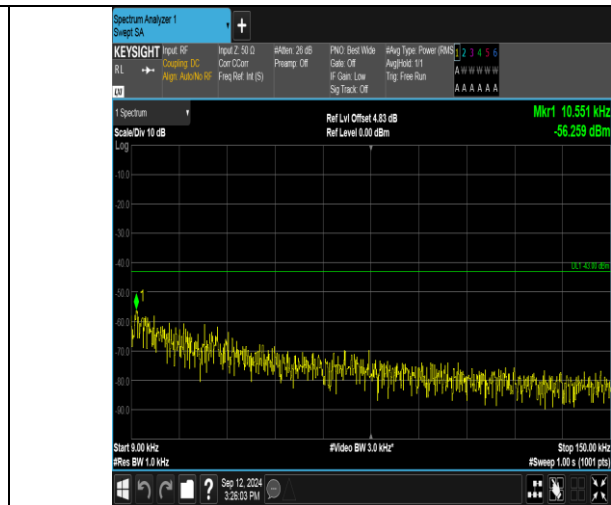 Spectrum Analyzer 1
Swept SA
+
KEYSIGHT Input: RF Input Z: 50 Ω #Atten: 26 dB PNO: Best Wide #Avg Type: Power (RMS 1 2 3 4 5 6
RL Coupling: DC Corr CCorr Preamp: Off Gate: Off Avg|Hold: 1/1 A W W W W W
Align: Auto/No RF Freq Ref: Int (S) IF Gain: Low Trig: Free Run
LXI Sig Track: Off A A A A A A
1 Spectrum Ref Lvl Offset 4.83 dB Mkr1 10.551 kHz
Scale/Div 10 dB Ref Level 0.00 dBm -56.259 dBm
Log
-10.0
-20.0
-30.0
-40.0
DL1 -43.00 dBm
-50.0
1
-60.0
-70.0
-80.0
-90.0
Start 9.00 kHz #Video BW 3.0 kHz* Stop 150.00 kHz
#Res BW 1.0 kHz #Sweep 1.00 s (1001 pts)
? Sep 12, 2024
3:26:03 PM